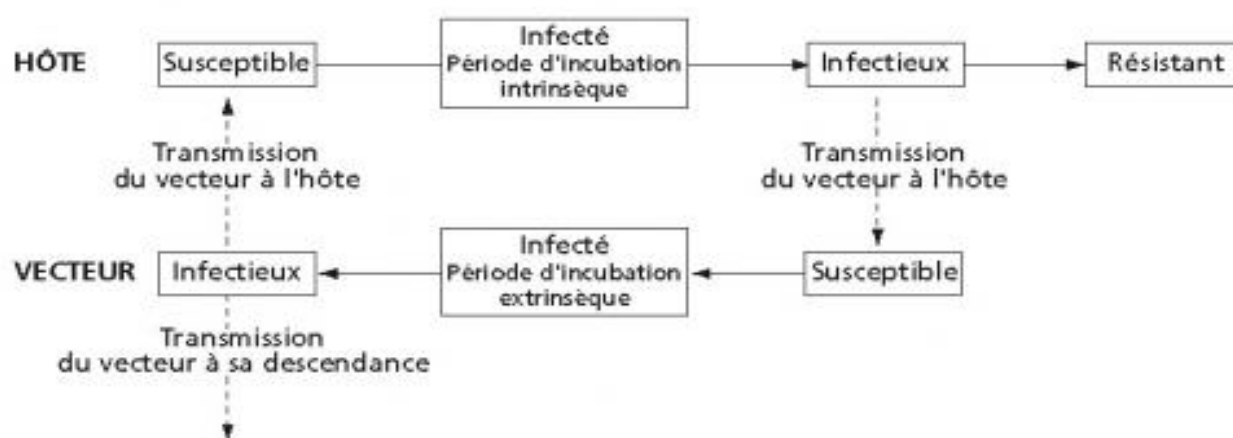 HÔTE
Susceptible
Infecté
Période d'incubation
intrinsèque
Infectieux
Résistant
Transmission
du vecteur à l'hôte
Transmission
du vecteur à l'hôte
VECTEUR
Infectieux
Infecté
Période d'incubation
extrinsèque
Susceptible
Transmission
du vecteur à sa descendance